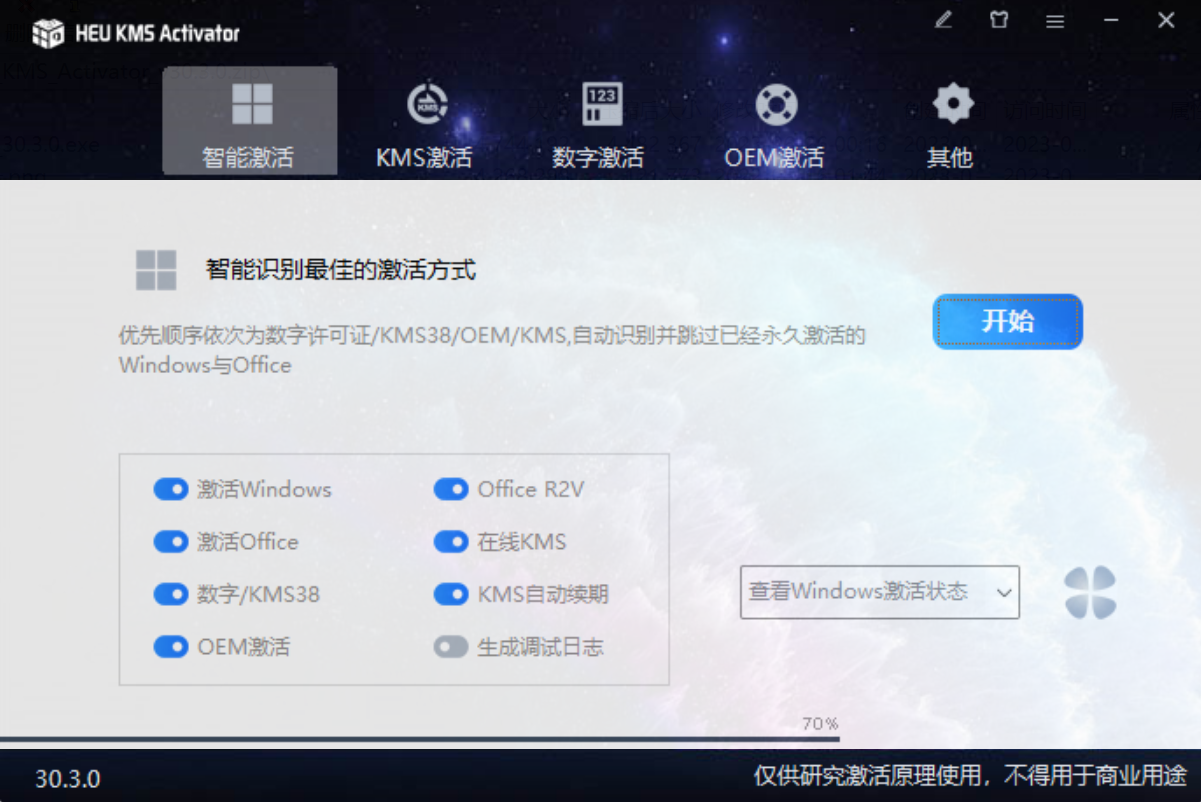 HEU KMS Activator
智能激活
KMS激活
数字激活
OEM激活
其他
智能识别最佳的激活方式
开始
优先顺序依次为数字许可证/KMS38/OEM/KMS,自动识别并跳过已经永久激活的
Windows与Office
激活Windows
Office R2V
激活Office
在线KMS
数字/KMS38
KMS自动续期
OEM激活
生成调试日志
查看Windows激活状态
70%
30.3.0
仅供研究激活原理使用，不得用于商业用途